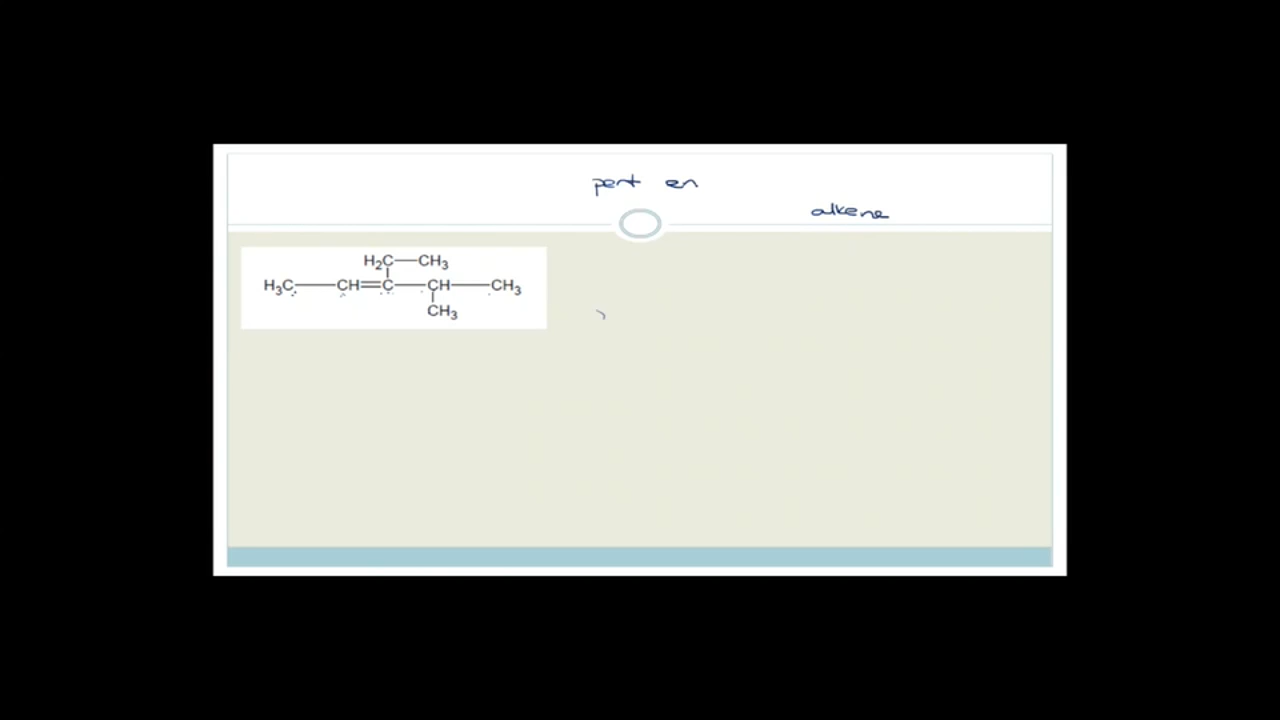 pent en
alkene
H₂C—CH₃
H₃C—CH=C—CH—CH₃
CH₃